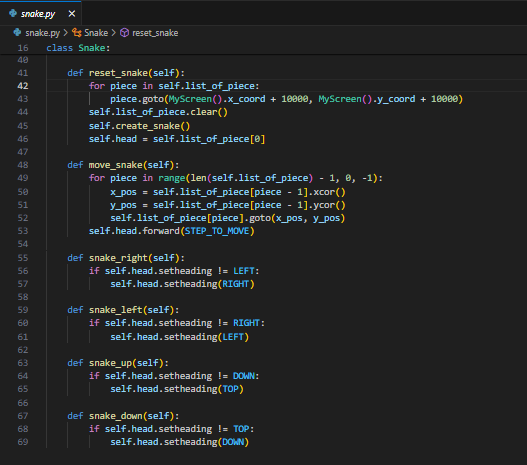 snake.py ×
snake.py > Snake > reset_snake
16 class Snake:
40
41 def reset_snake(self):
42 for piece in self.list_of_piece:
43 piece.goto(MyScreen().x_coord + 10000, MyScreen().y_coord + 10000)
44 self.list_of_piece.clear()
45 self.create_snake()
46 self.head = self.list_of_piece[0]
47
48 def move_snake(self):
49 for piece in range(len(self.list_of_piece) - 1, 0, -1):
50 x_pos = self.list_of_piece[piece - 1].xcor()
51 y_pos = self.list_of_piece[piece - 1].ycor()
52 self.list_of_piece[piece].goto(x_pos, y_pos)
53 self.head.forward(STEP_TO_MOVE)
54
55 def snake_right(self):
56 if self.head.setheading != LEFT:
57 self.head.setheading(RIGHT)
58
59 def snake_left(self):
60 if self.head.setheading != RIGHT:
61 self.head.setheading(LEFT)
62
63 def snake_up(self):
64 if self.head.setheading != DOWN:
65 self.head.setheading(TOP)
66
67 def snake_down(self):
68 if self.head.setheading != TOP:
69 self.head.setheading(DOWN)